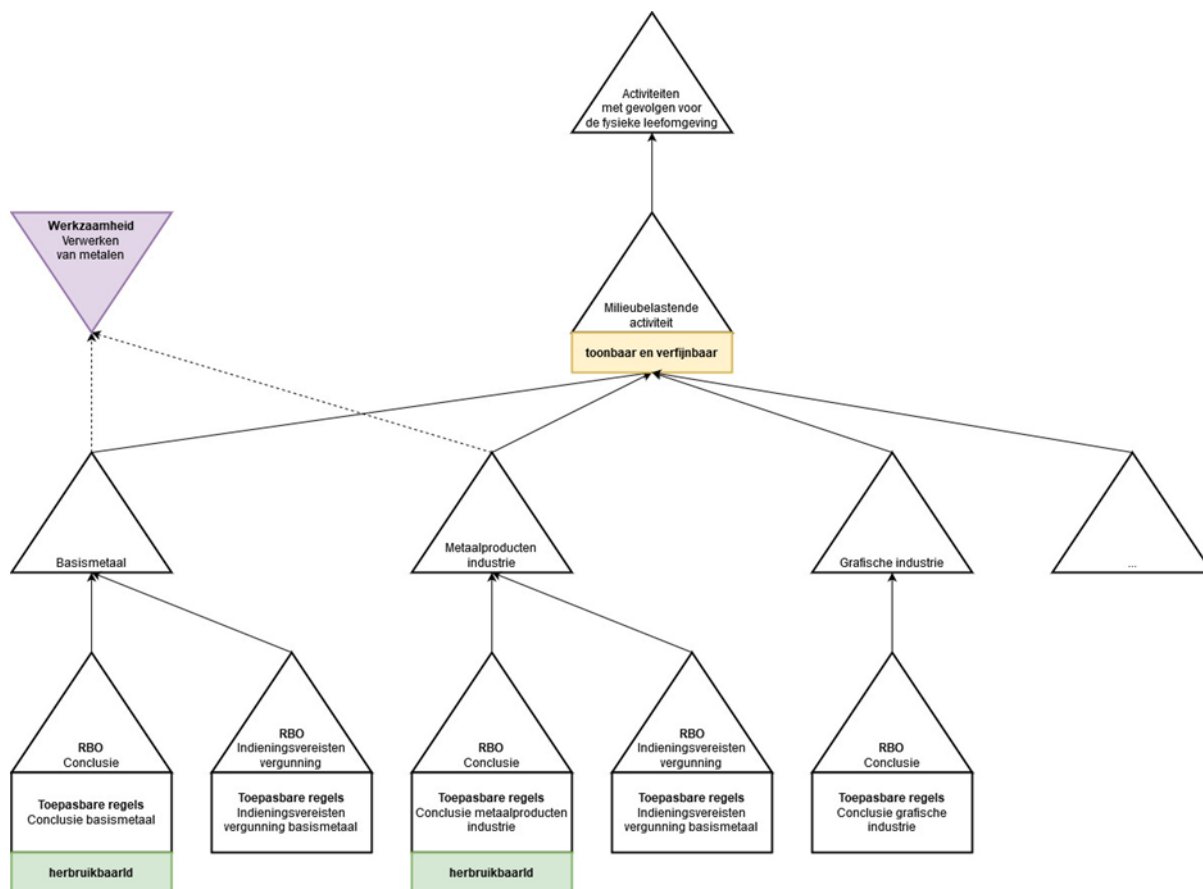 Activiteiten
met gevolgen voor
de fysieke leefomgeving
Werkzaamheid
Verwerken
van metalen
Milieubelastende
activiteit
toonbaar en verfijnbaar
Basismetaal
Metaalproducten
industrie
Grafische industrie
...
RBO
Conclusie
RBO
Indieningsvereisten
vergunning
RBO
Conclusie
RBO
Indieningsvereisten
vergunning
RBO
Conclusie
Toepasbare regels
Conclusie basismetaal
Toepasbare regels
Indieningsvereisten
vergunning basismetaal
Toepasbare regels
Conclusie metaalproducten
industrie
Toepasbare regels
Indieningsvereisten
vergunning basismetaal
Toepasbare regels
Conclusie grafische
industrie
herbruikbaarId
herbruikbaarId